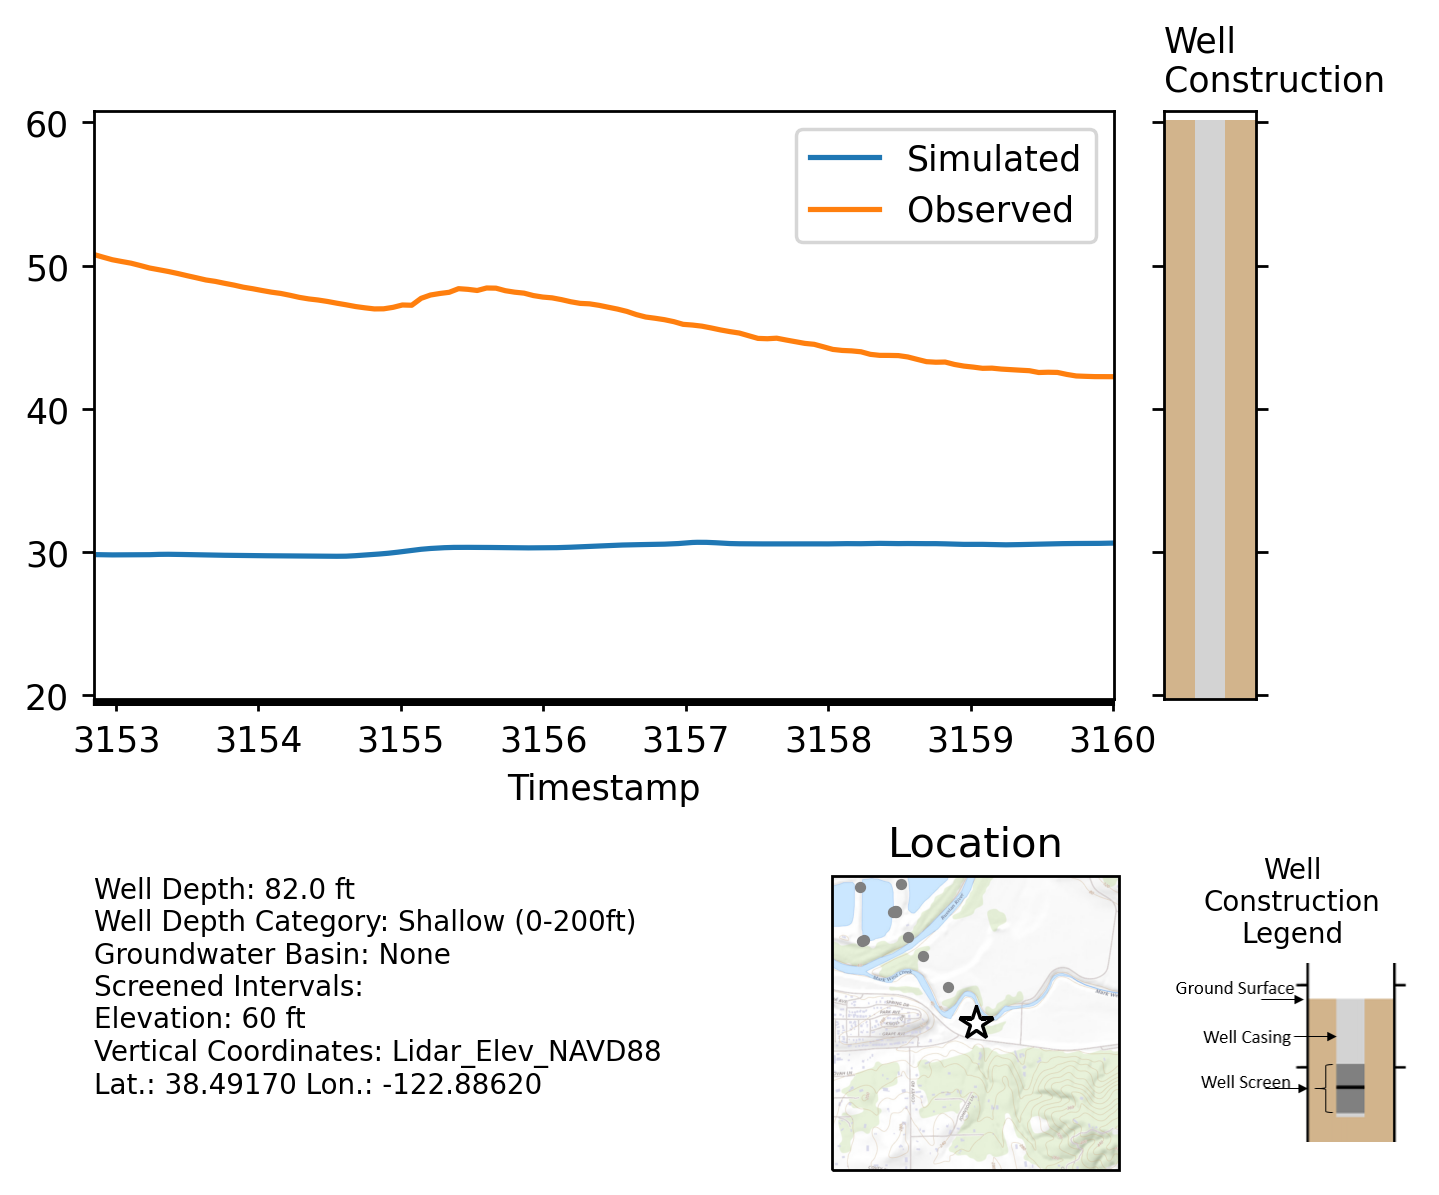 Well
Construction
60
50
40
30
20
Simulated
Observed
3153
3154
3155
3156
3157
3158
3159
3160
Timestamp
Well Depth: 82.0 ft
Well Depth Category: Shallow (0-200ft)
Groundwater Basin: None
Screened Intervals:
Elevation: 60 ft
Vertical Coordinates: Lidar_Elev_NAVD88
Lat.: 38.49170 Lon.: -122.88620
Location
Well
Construction
Legend
Ground Surface
Well Casing
Well Screen